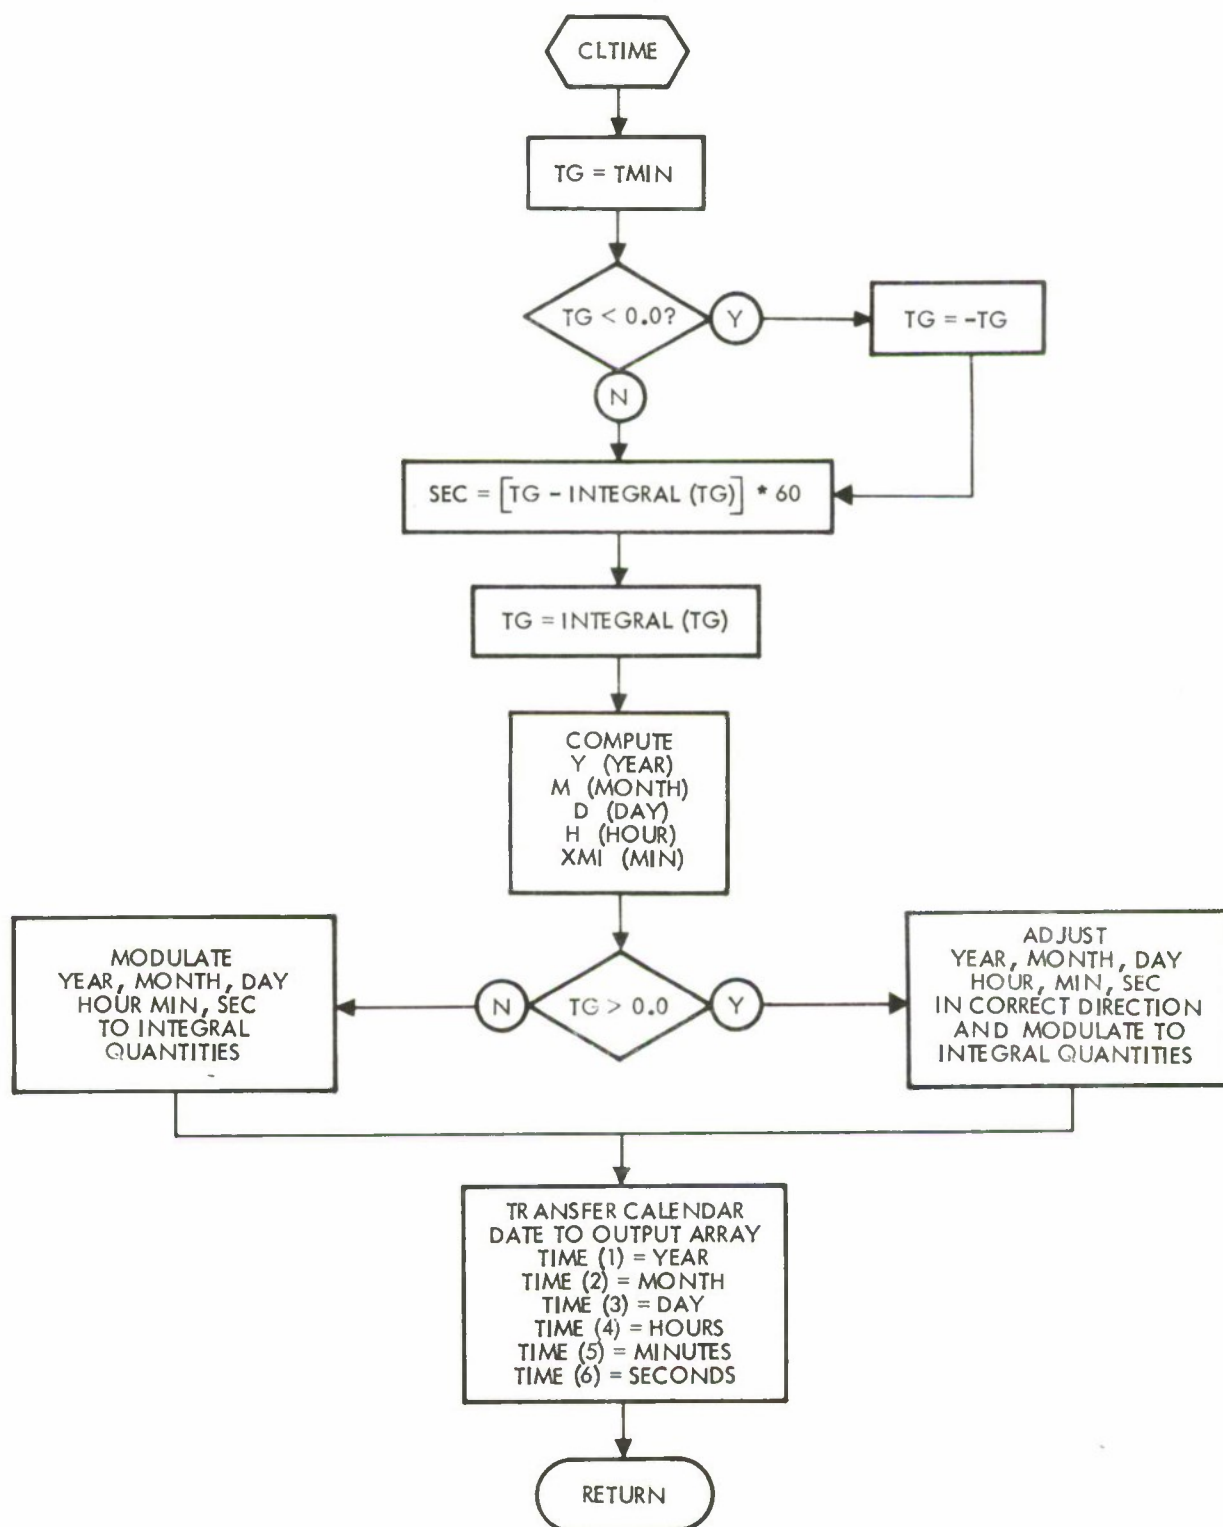 CLTIME
TG = TMIN
TG < 0.0?
Y
TG = -TG
N
SEC = [TG - INTEGRAL (TG)] * 60
TG = INTEGRAL (TG)
COMPUTE
Y (YEAR)
M (MONTH)
D (DAY)
H (HOUR)
XMI (MIN)
MODULATE
YEAR, MONTH, DAY
HOUR MIN, SEC
TO INTEGRAL
QUANTITIES
N
TG > 0.0
Y
ADJUST
YEAR, MONTH, DAY
HOUR, MIN, SEC
IN CORRECT DIRECTION
AND MODULATE TO
INTEGRAL QUANTITIES
TRANSFER CALENDAR
DATE TO OUTPUT ARRAY
TIME (1) = YEAR
TIME (2) = MONTH
TIME (3) = DAY
TIME (4) = HOURS
TIME (5) = MINUTES
TIME (6) = SECONDS
RETURN